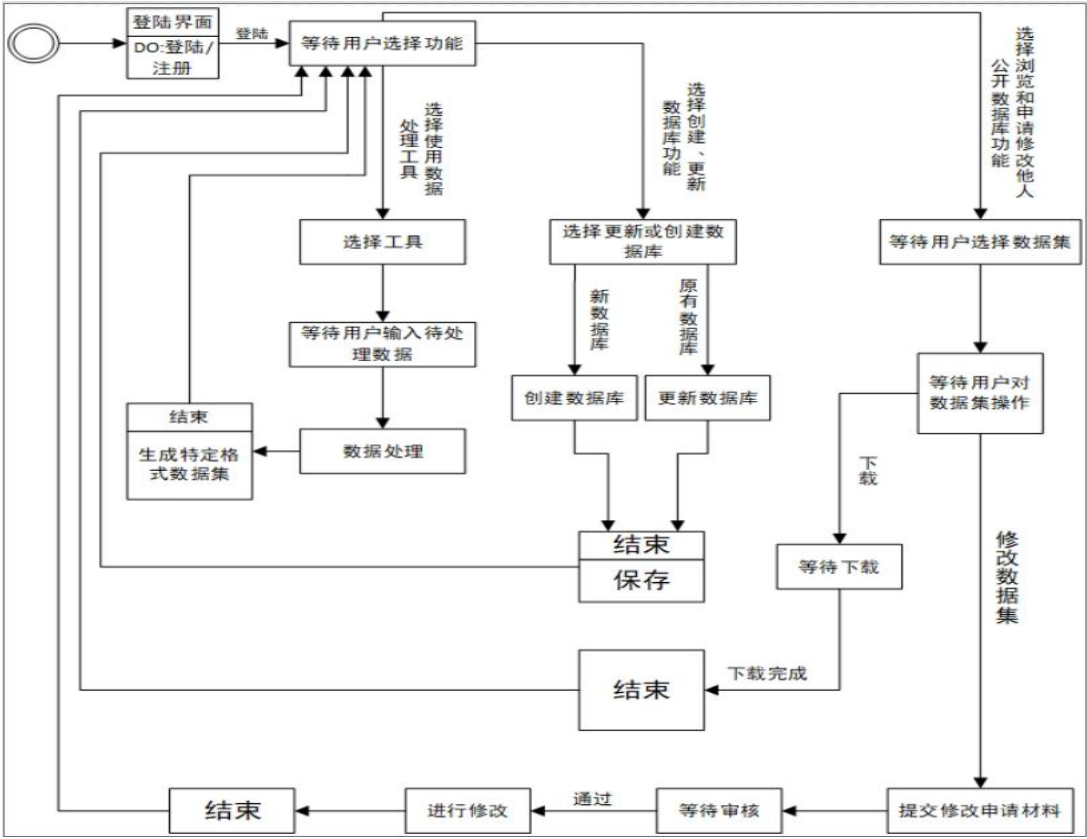 登陆界面
DO:登陆/
注册
登陆
等待用户选择功能
选择使用数据
处理工具
选择创建、更新
数据库功能
选择浏览和申请修改他人
公开数据库功能
选择工具
选择更新或创建数
据库
等待用户选择数据集
新数据库
原有数据库
等待用户输入待处
理数据
创建数据库
更新数据库
等待用户对
数据集操作
结束
生成特定格
式数据集
数据处理
下载
修改数据集
结束
保存
等待下载
结束
下载完成
结束
进行修改
通过
等待审核
提交修改申请材料